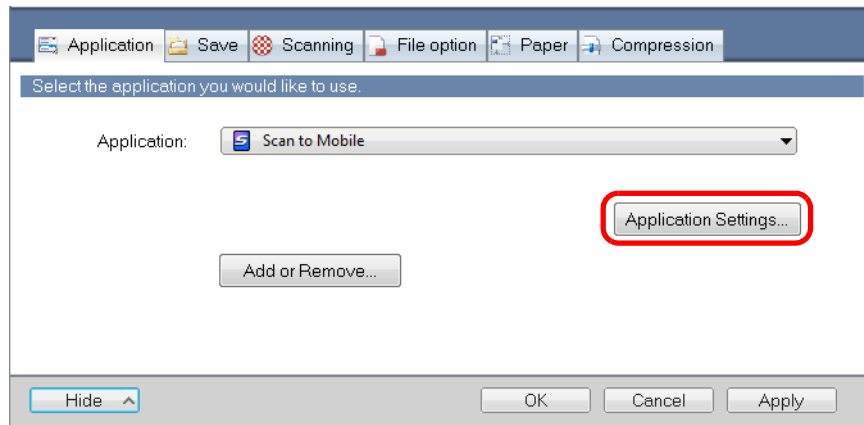 Application Save Scanning File option Paper Compression
Select the application you would like to use.
Application: Scan to Mobile
Application Settings...
Add or Remove...
Hide OK Cancel Apply